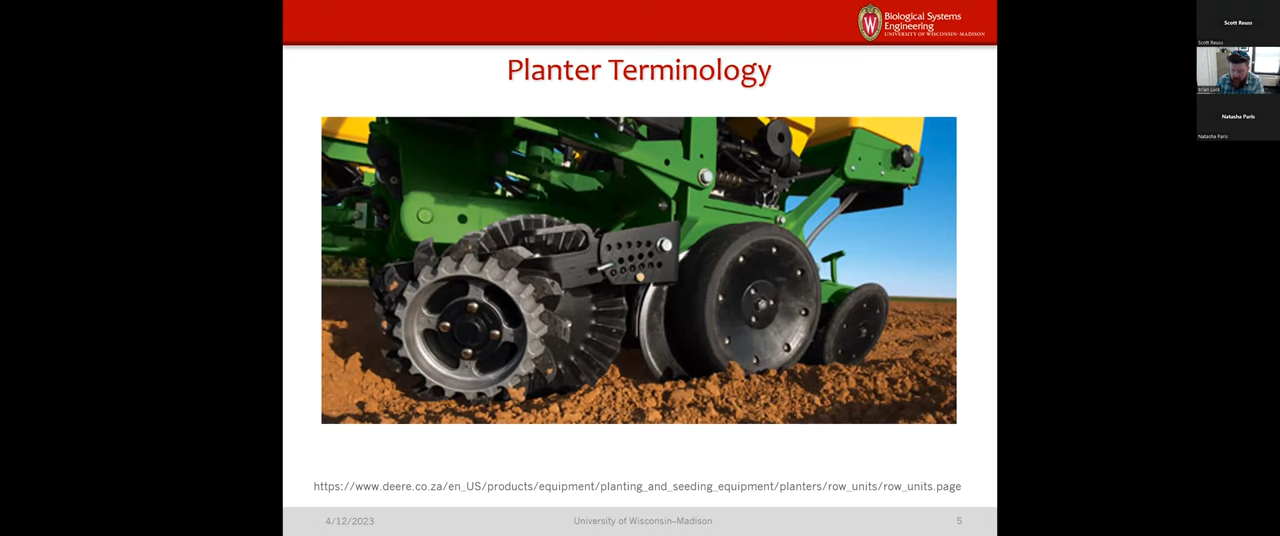 Biological Systems
Engineering
UNIVERSITY OF WISCONSIN–MADISON
Planter Terminology
https://www.deere.co.za/en_US/products/equipment/planting_and_seeding_equipment/planters/row_units/row_units.page
4/12/2023
University of Wisconsin–Madison
5
Scott Reuss
Scott Reuss
Brian Luck
Natasha Paris
Natasha Paris